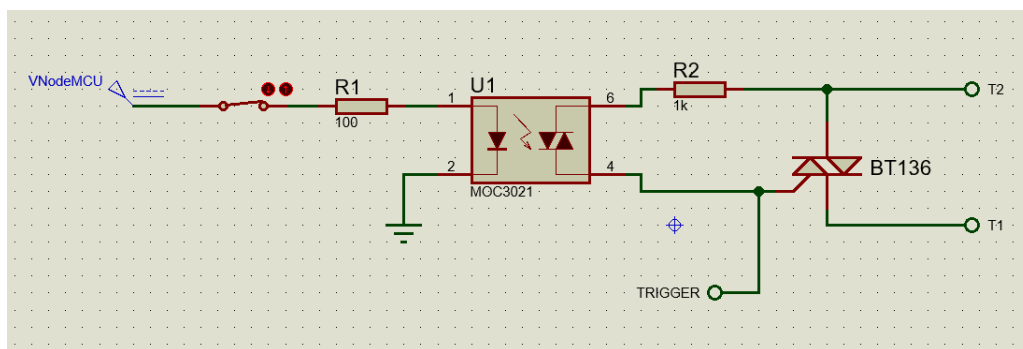 VNodeMCU
R1
100
U1
1
2
6
4
MOC3021
R2
1k
T2
BT136
T1
TRIGGER